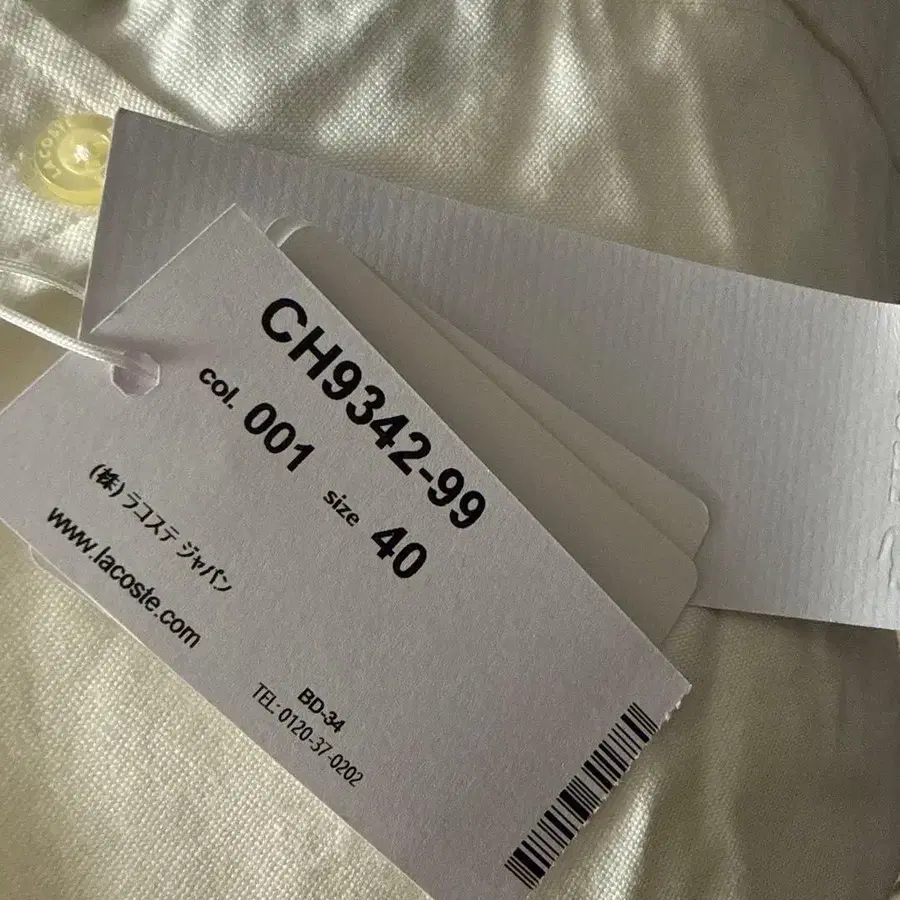 LACOSTE
CH9342-99
col. 001 size 40
(株) ラコステ ジャパン
www.lacoste.com
BD-34
TEL: 0120-37-0202